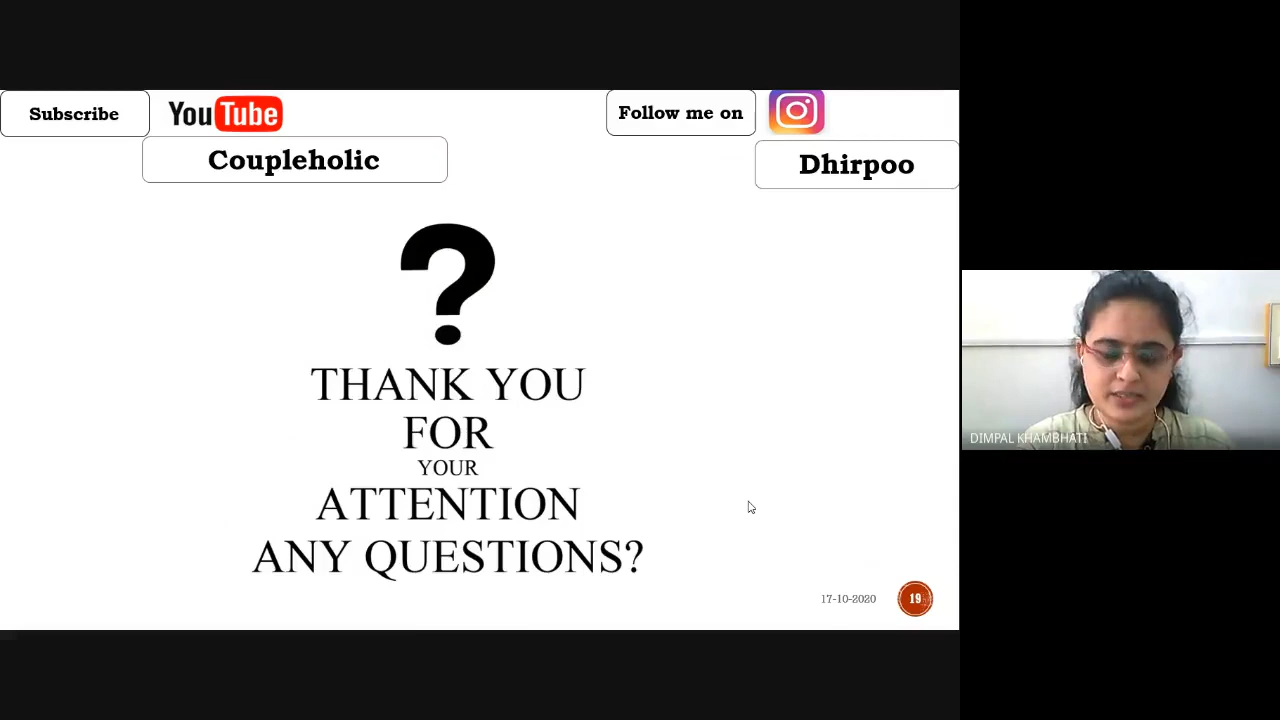 Subscribe
YouTube
Follow me on
Coupleholic
Dhirpoo
?
THANK YOU
FOR
YOUR
ATTENTION
ANY QUESTIONS?
DIMPAL KHAMBHATI
17-10-2020
19